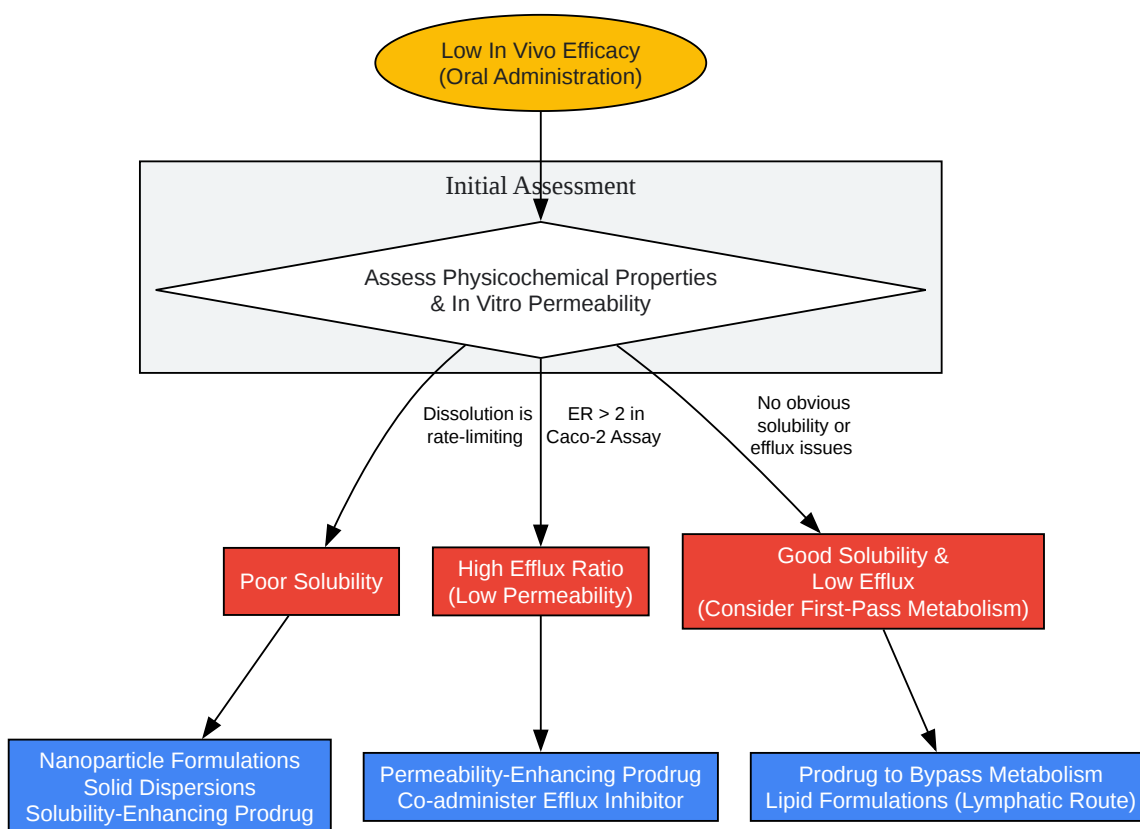 Low In Vivo Efficacy
(Oral Administration)
Initial Assessment
Assess Physicochemical Properties
& In Vitro Permeability
Dissolution is
rate-limiting
ER > 2 in
Caco-2 Assay
No obvious
solubility or
efflux issues
Poor Solubility
High Efflux Ratio
(Low Permeability)
Good Solubility &
Low Efflux
(Consider First-Pass Metabolism)
Nanoparticle Formulations
Solid Dispersions
Solubility-Enhancing Prodrug
Permeability-Enhancing Prodrug
Co-administer Efflux Inhibitor
Prodrug to Bypass Metabolism
Lipid Formulations (Lymphatic Route)